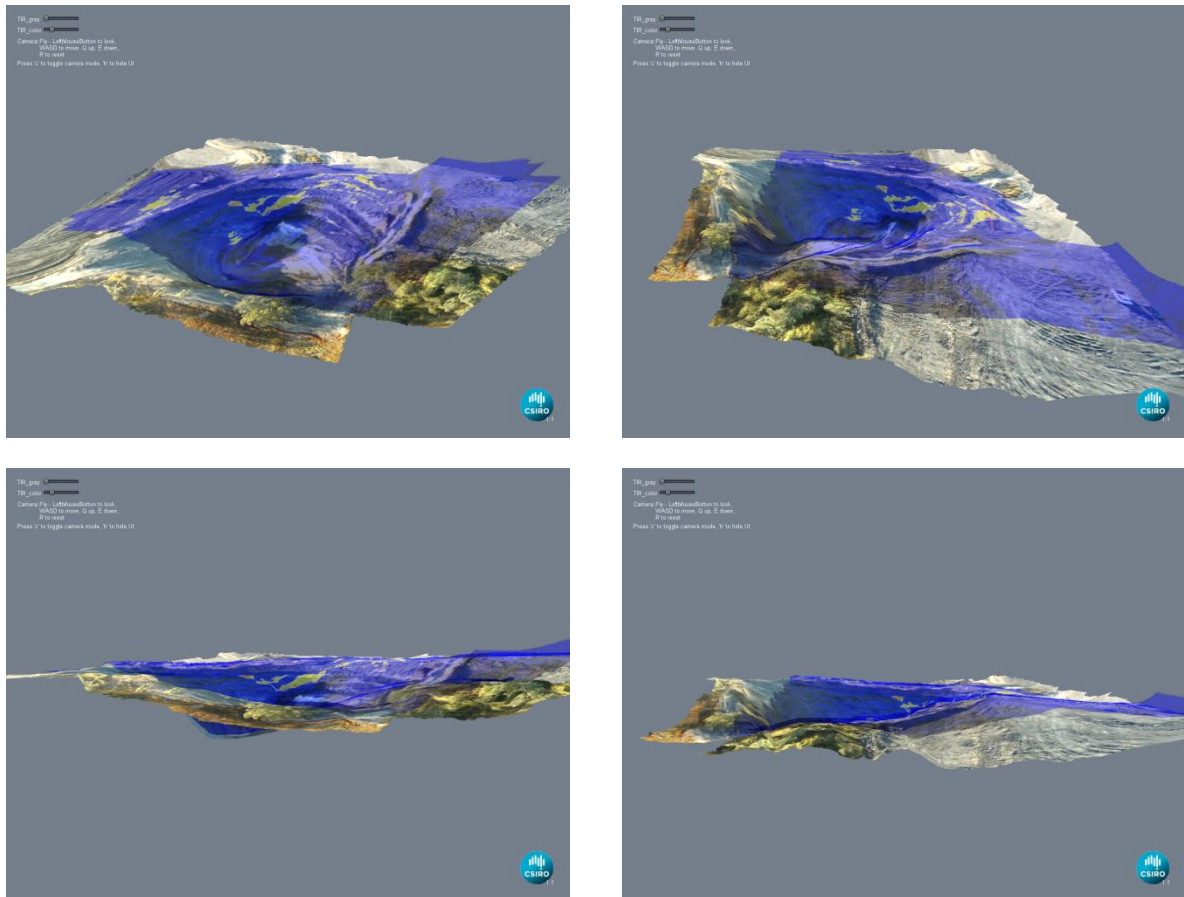 TIR_gray
TIR_color
Camera: Fly - LeftMouseButton to look,
WASD to move, Q up, E down,
R to reset
Press 'c' to toggle camera mode, 'h' to hide UI
CSIRO
TIR_gray
TIR_color
Camera: Fly - LeftMouseButton to look,
WASD to move, Q up, E down,
R to reset
Press 'c' to toggle camera mode, 'h' to hide UI
CSIRO
TIR_gray
TIR_color
Camera: Fly - LeftMouseButton to look,
WASD to move, Q up, E down,
R to reset
Press 'c' to toggle camera mode, 'h' to hide UI
CSIRO
TIR_gray
TIR_color
Camera: Fly - LeftMouseButton to look,
WASD to move, Q up, E down,
R to reset
Press 'c' to toggle camera mode, 'h' to hide UI
CSIRO